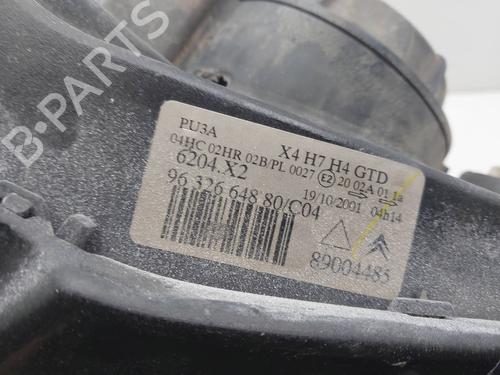 B-PARTS
PU3A X4 H7 H4 GTD
04HC 02HR 02B/PL 0027 E2 20 02A 01 1a
6204.X2 19/10/2001 04h14
96 326 648 80/C04
89004485